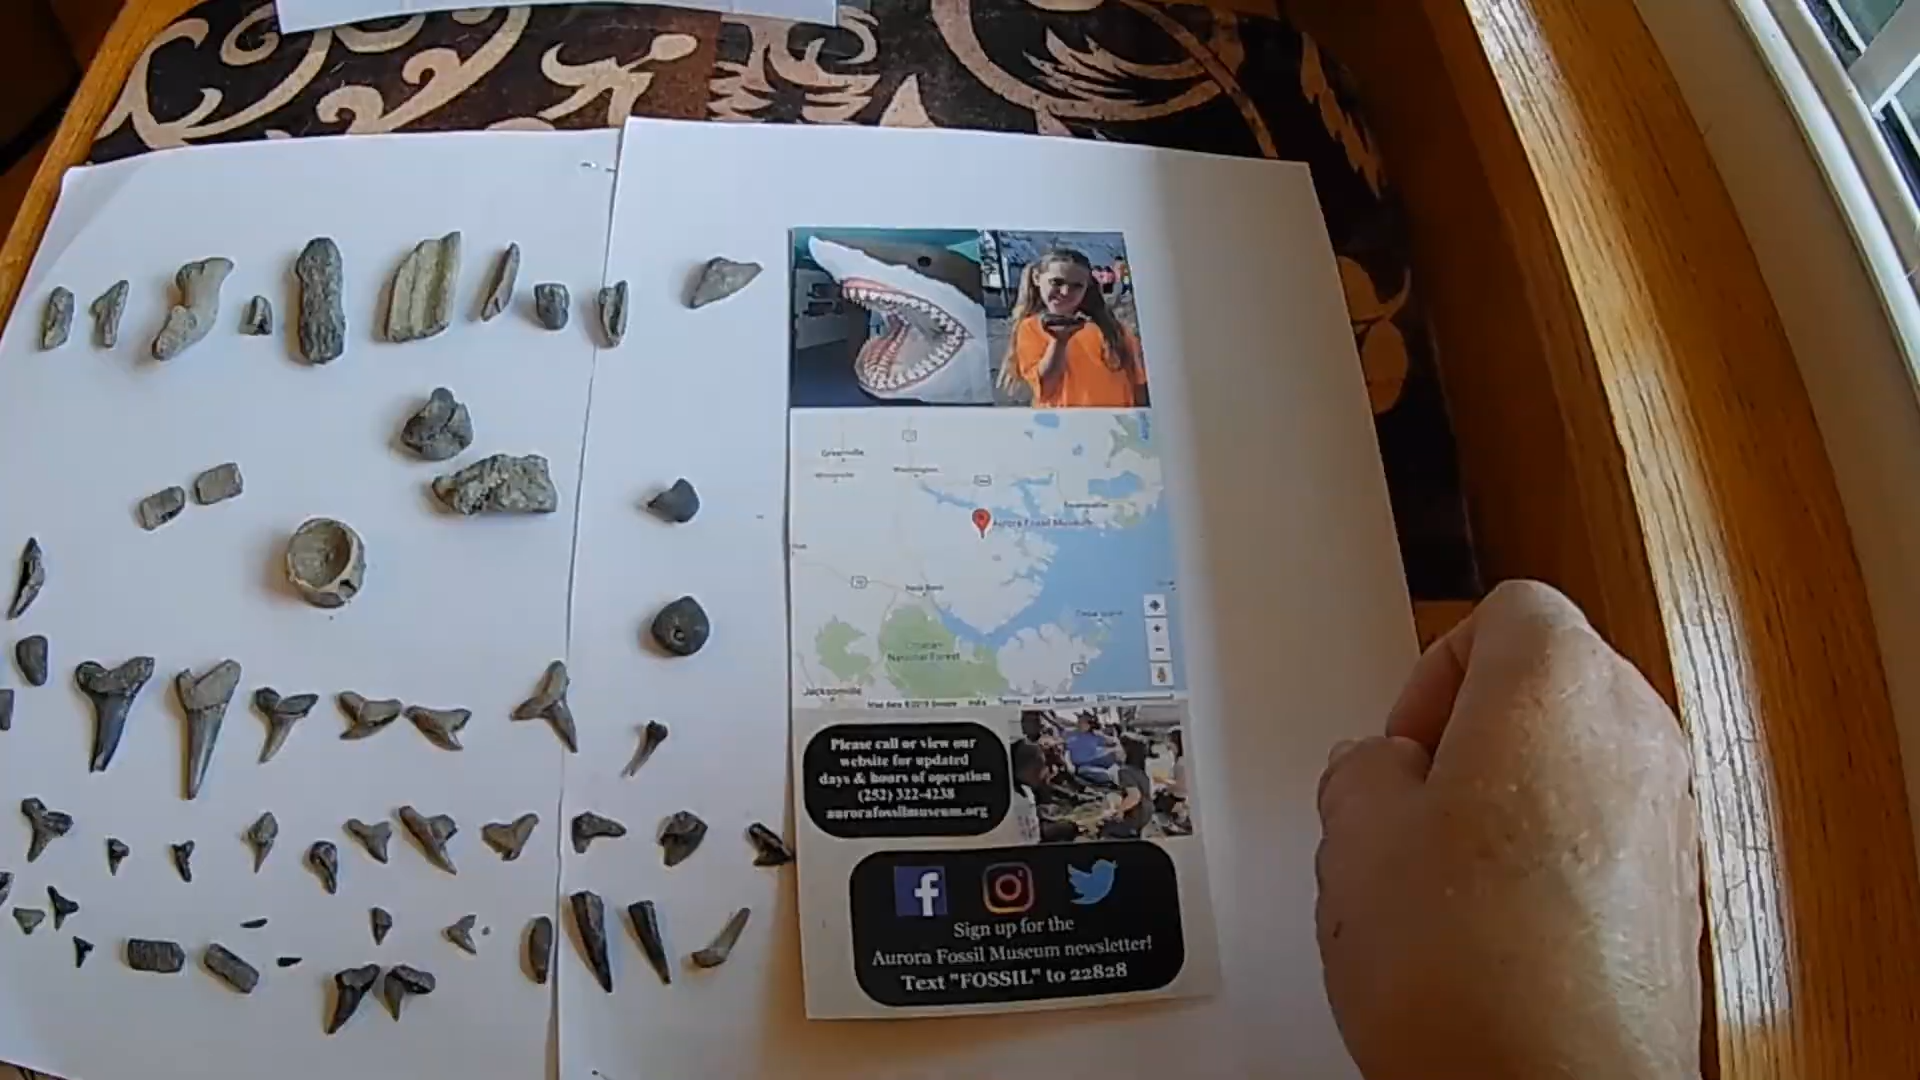 Greenville
Washington
Aurora Fossil Museum
New Bern
Croatan
National Forest
Jacksonville
Please call or view our
website for updated
days & hours of operation
(252) 322-4238
aurorafossilmuseum.org
Sign up for the
Aurora Fossil Museum newsletter!
Text "FOSSIL" to 22828